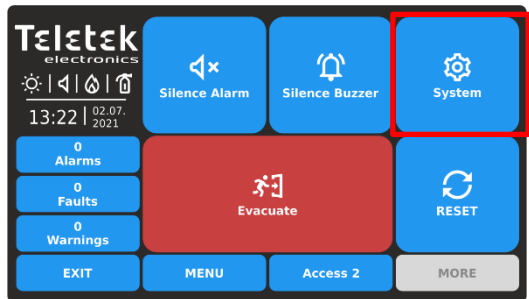 Teletek
electronics
13:22
02.07.
2021
Silence Alarm
Silence Buzzer
System
0
Alarms
0
Faults
0
Warnings
Evacuate
RESET
EXIT
MENU
Access 2
MORE